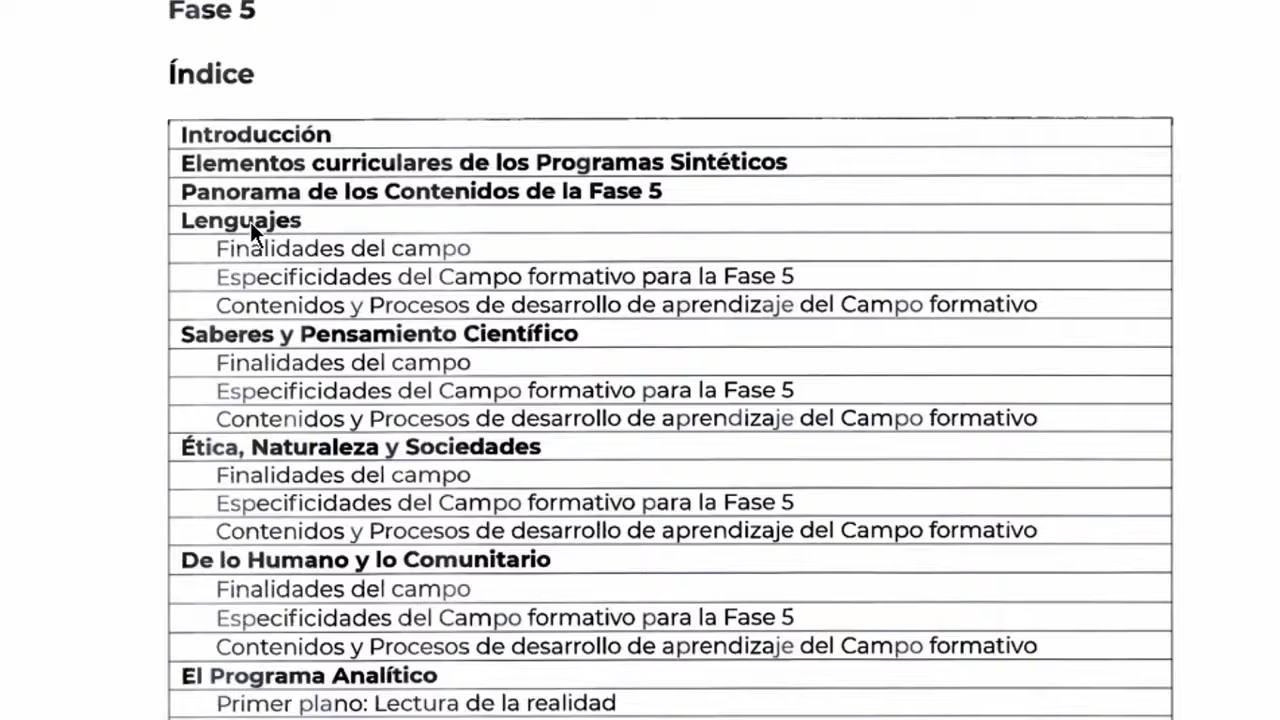 Fase 5
Índice
Introducción
Elementos curriculares de los Programas Sintéticos
Panorama de los Contenidos de la Fase 5
Lenguajes
Finalidades del campo
Especificidades del Campo formativo para la Fase 5
Contenidos y Procesos de desarrollo de aprendizaje del Campo formativo
Saberes y Pensamiento Científico
Finalidades del campo
Especificidades del Campo formativo para la Fase 5
Contenidos y Procesos de desarrollo de aprendizaje del Campo formativo
Ética, Naturaleza y Sociedades
Finalidades del campo
Especificidades del Campo formativo para la Fase 5
Contenidos y Procesos de desarrollo de aprendizaje del Campo formativo
De lo Humano y lo Comunitario
Finalidades del campo
Especificidades del Campo formativo para la Fase 5
Contenidos y Procesos de desarrollo de aprendizaje del Campo formativo
El Programa Analítico
Primer plano: Lectura de la realidad